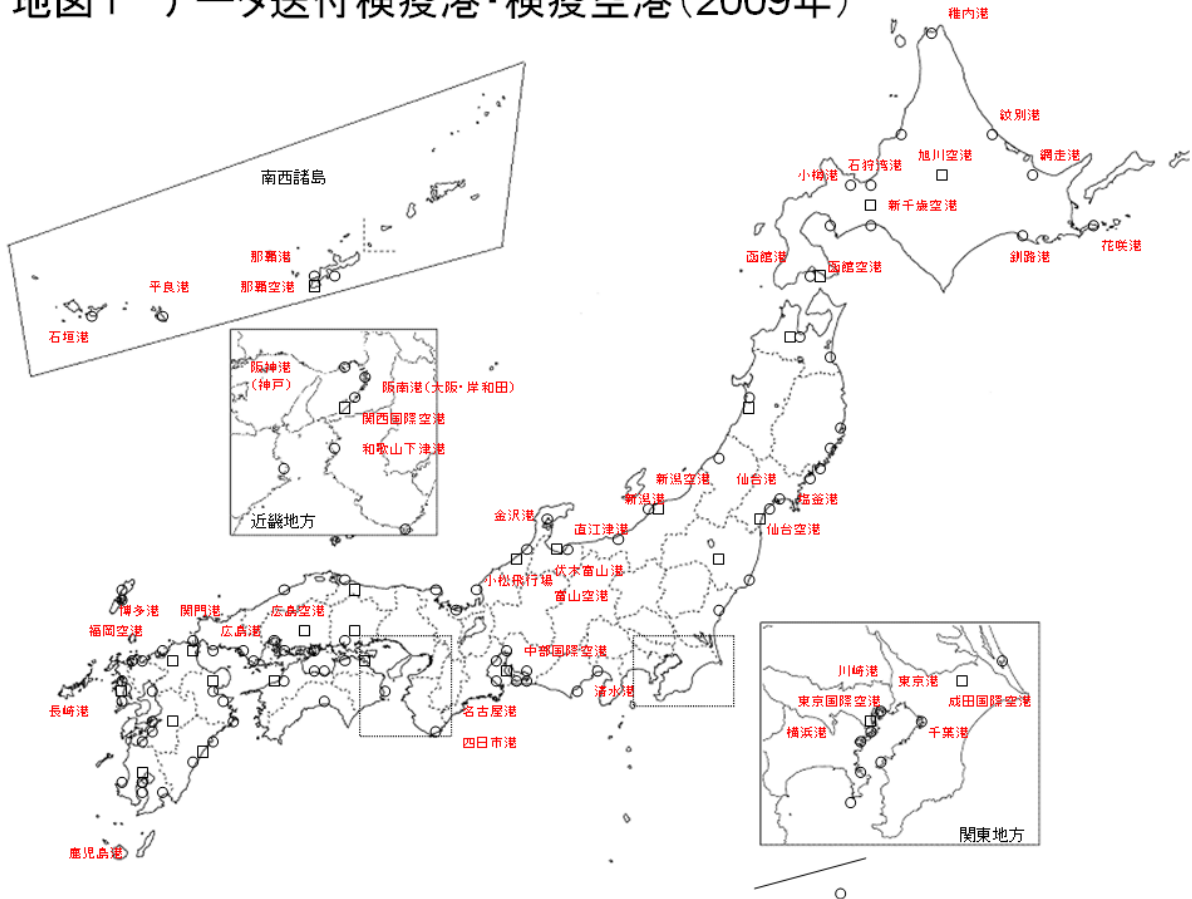 地図1 データ送付検疫港・検疫空港(2009年)
稚内港
紋別港
旭川空港
網走港
石狩湾港
小樽港
新千歳空港
花咲港
釧路港
函館港
函館空港
南西諸島
那覇港
那覇空港
平良港
石垣港
阪神港
(神戸)
阪南港(大阪・岸和田)
関西国際空港
和歌山下津港
近畿地方
新潟空港
仙台港
新潟港
塩釜港
仙台空港
金沢港
直江津港
伏木富山港
小松飛行場
富山空港
博多港
関門港
広島空港
福岡空港
広島港
中部国際空港
清水港
長崎港
名古屋港
四日市港
鹿児島港
川崎港
東京港
東京国際空港
成田国際空港
横浜港
千葉港
関東地方